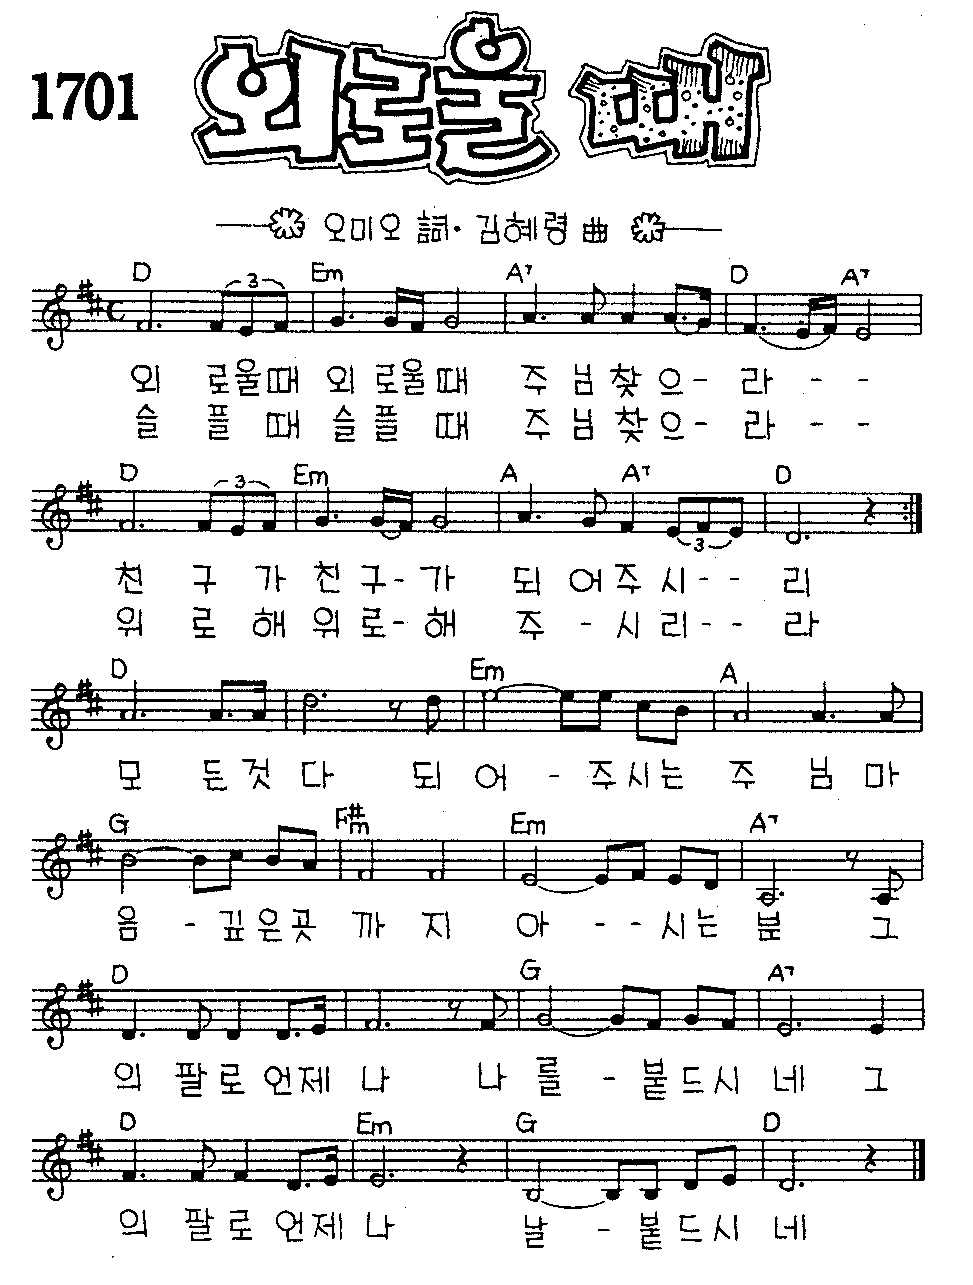 1701 외로울 때
오미오 詞·김혜령 曲
D 3 Em A7 D A7
외 로울때 외 로울때 주 님 찾 으- 라 - - -
슬 플 때 슬 플 때 주 님 찾 으- 라 - - -
D 3 Em A A7 3 D
친 구 가 친 구- 가 되 어 주 시 - - 리
위 로 해 위 로- 해 주 - 시 리 - - 라
D Em A
모 든 것 다 되 어 - 주 시 는 주 님 마
G F#m Em A7
음 - 깊 은 곳 까 지 아 - - 시 는 분 그
D G A7
의 팔 로 언 제 나 나 를 - 붙 드 시 네 그
D Em G D
의 팔 로 언 제 나 날 - 붙 드 시 네